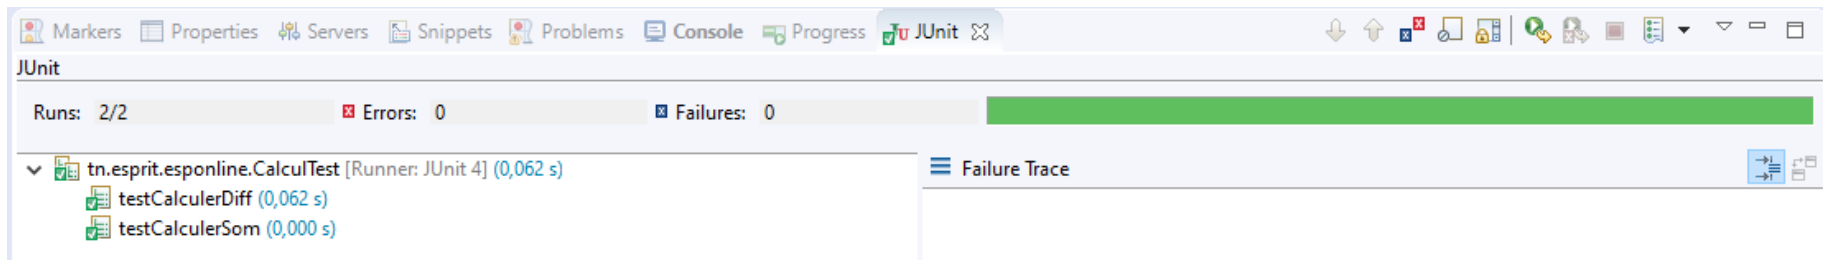 Markers Properties Servers Snippets Problems Console Progress JUnit
JUnit
Runs: 2/2 Errors: 0 Failures: 0
tn.esprit.esponline.CalculTest [Runner: JUnit 4] (0,062 s)
Failure Trace
testCalculerDiff (0,062 s)
testCalculerSom (0,000 s)